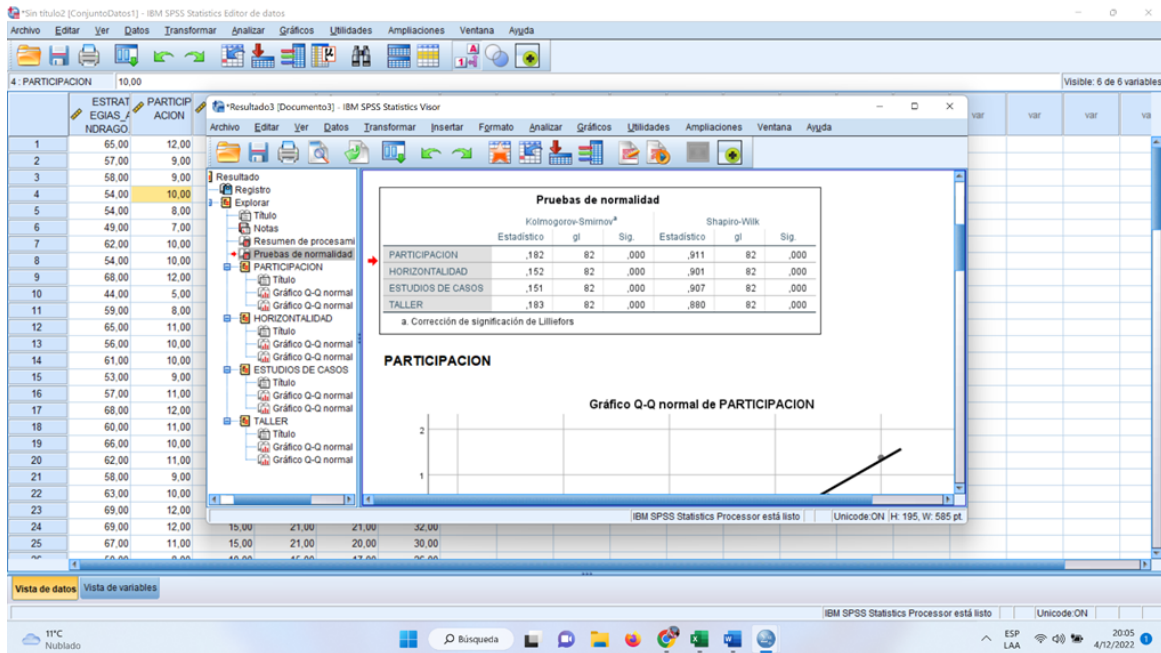 *Sin título2 [ConjuntoDatos1] - IBM SPSS Statistics Editor de datos
Archivo Editar Ver Datos Transformar Analizar Gráficos Utilidades Ampliaciones Ventana Ayuda
4 : PARTICIPACION 10,00 Visible: 6 de 6 variables
ESTRAT
EGIAS_A
NDRAGO
PARTICIP
ACION
var var var va
1 65,00 12,00
2 57,00 9,00
3 58,00 9,00
4 54,00 10,00
5 54,00 8,00
6 49,00 7,00
7 62,00 10,00
8 54,00 10,00
9 68,00 12,00
10 44,00 5,00
11 59,00 8,00
12 65,00 11,00
13 56,00 10,00
14 61,00 10,00
15 53,00 9,00
16 57,00 11,00
17 68,00 12,00
18 60,00 11,00
19 66,00 10,00
20 62,00 11,00
21 58,00 9,00
22 63,00 10,00
23 69,00 12,00
24 69,00 12,00 15,00 21,00 21,00 32,00
25 67,00 11,00 15,00 21,00 20,00 30,00
*Resultado3 [Documento3] - IBM SPSS Statistics Visor
Archivo Editar Ver Datos Transformar Insertar Formato Analizar Gráficos Utilidades Ampliaciones Ventana Ayuda
Resultado
Registro
Explorar
Título
Notas
Resumen de procesami
Pruebas de normalidad
PARTICIPACION
Título
Gráfico Q-Q normal
Gráfico Q-Q normal
HORIZONTALIDAD
Título
Gráfico Q-Q normal
Gráfico Q-Q normal
ESTUDIOS DE CASOS
Título
Gráfico Q-Q normal
Gráfico Q-Q normal
TALLER
Título
Gráfico Q-Q normal
Gráfico Q-Q normal
Pruebas de normalidad
Kolmogorov-Smirnovª Shapiro-Wilk
Estadístico gl Sig. Estadístico gl Sig.
PARTICIPACION ,182 82 ,000 ,911 82 ,000
HORIZONTALIDAD ,152 82 ,000 ,901 82 ,000
ESTUDIOS DE CASOS ,151 82 ,000 ,907 82 ,000
TALLER ,183 82 ,000 ,880 82 ,000
a. Corrección de significación de Lilliefors
PARTICIPACION
Gráfico Q-Q normal de PARTICIPACION
2
1
IBM SPSS Statistics Processor está listo Unicode:ON H: 195, W: 585 pt.
Vista de datos Vista de variables
IBM SPSS Statistics Processor está listo Unicode:ON
11°C
Nublado
Búsqueda
ESP
LAA
20:05
4/12/2022
1